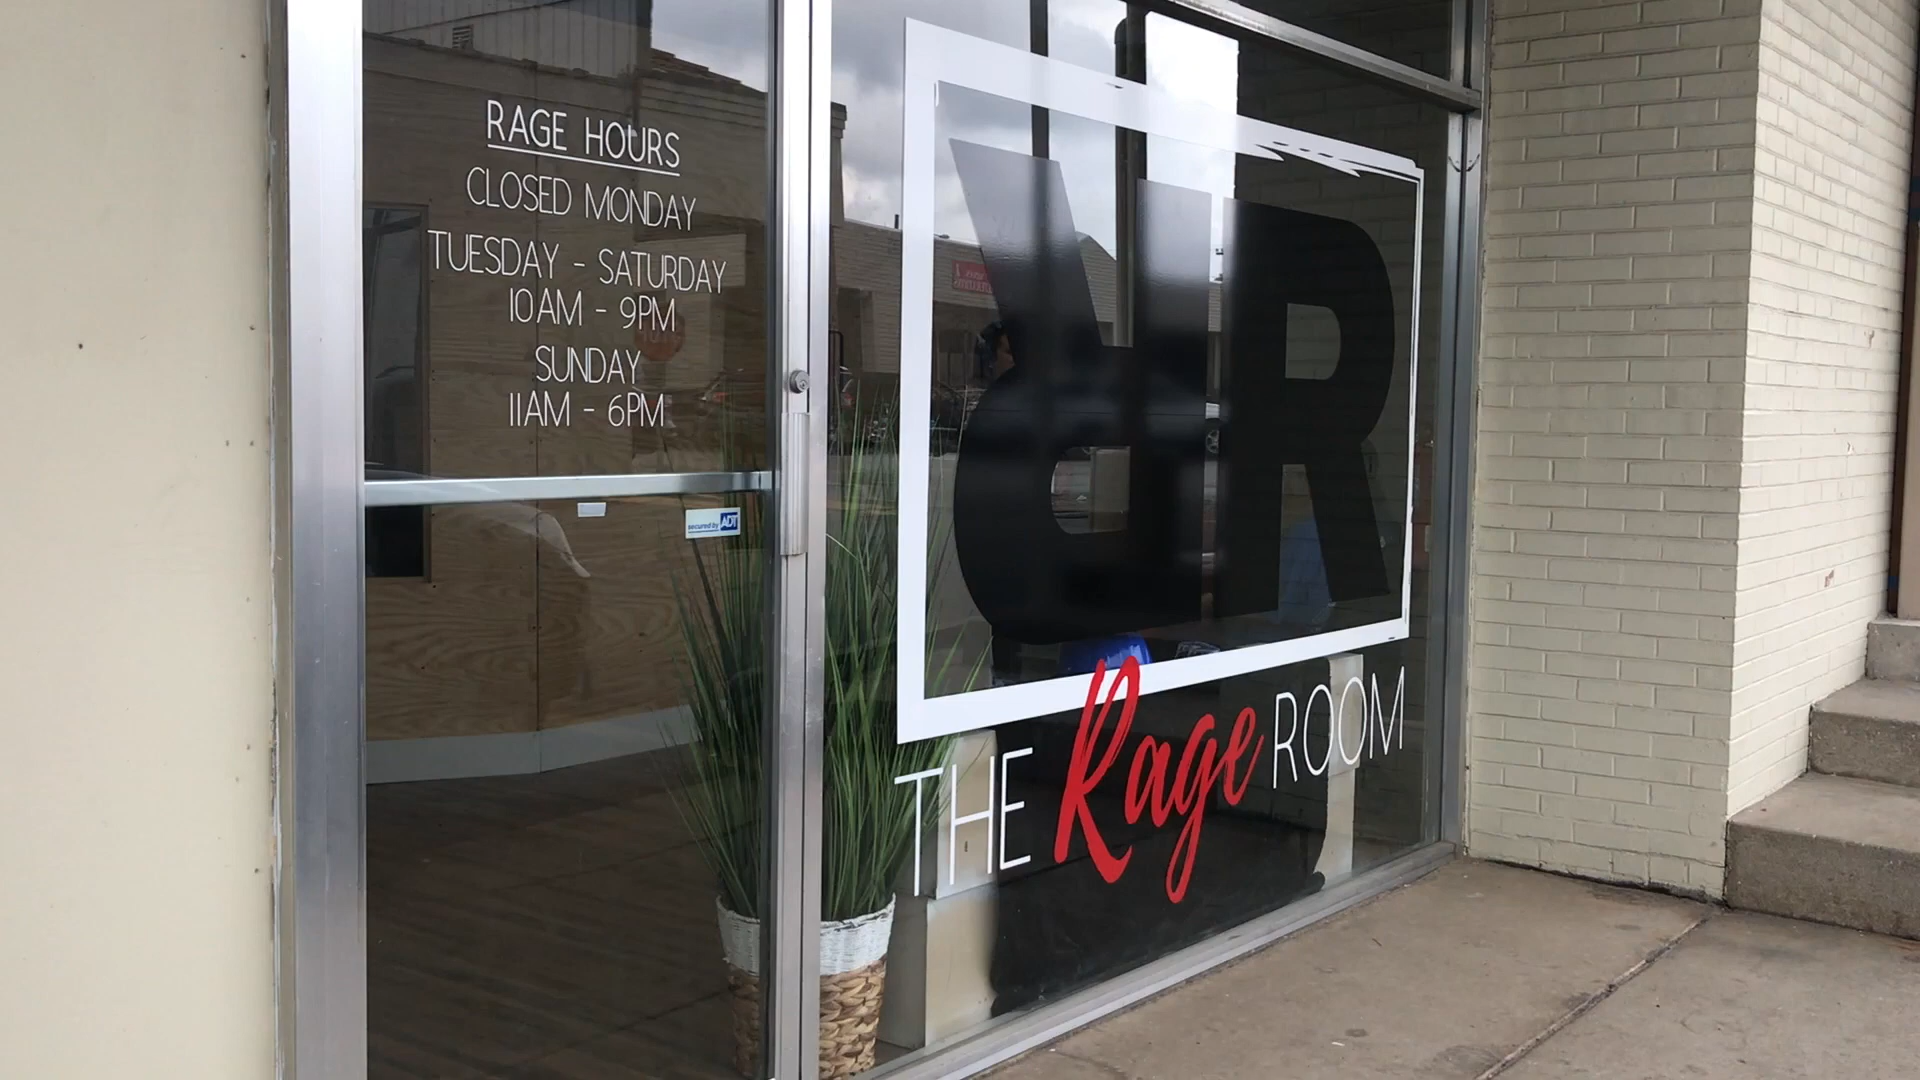 RAGE HOURS
CLOSED MONDAY
TUESDAY - SATURDAY
10AM - 9PM
SUNDAY
11AM - 6PM
secured by ADT
RR
THE Rage ROOM